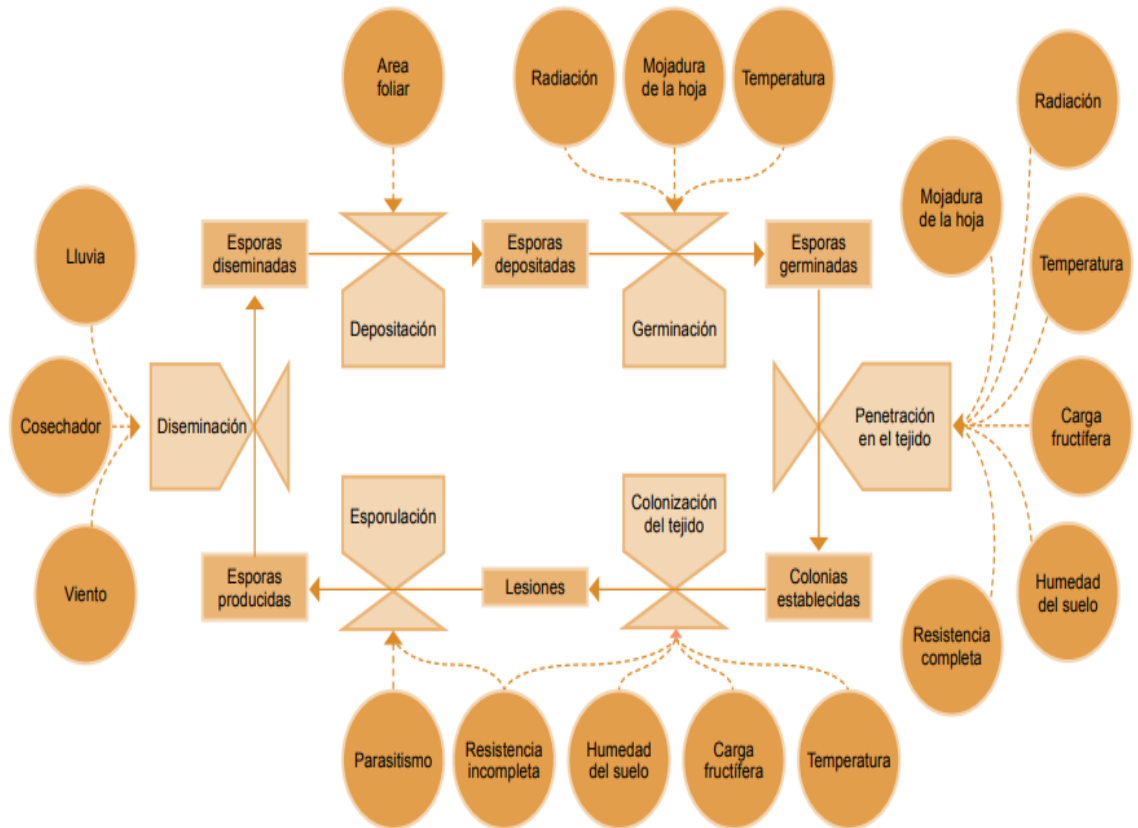 Area
foliar
Radiación
Mojadura
de la hoja
Temperatura
Radiación
Mojadura
de la hoja
Lluvia
Esporas
diseminadas
Esporas
depositadas
Esporas
germinadas
Temperatura
Depositación
Germinación
Cosechador
Diseminación
Penetración
en el tejido
Carga
fructífera
Esporulación
Colonización
del tejido
Viento
Esporas
producidas
Lesiones
Colonias
establecidas
Humedad
del suelo
Resistencia
completa
Parasitismo
Resistencia
incompleta
Humedad
del suelo
Carga
fructífera
Temperatura